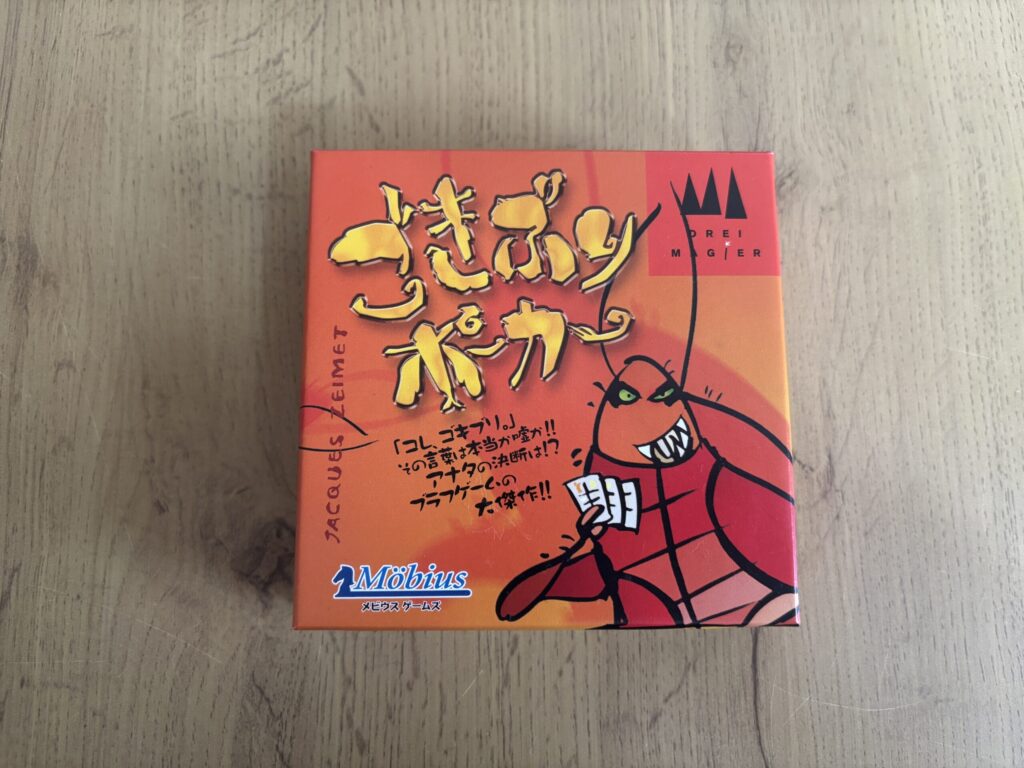 ごきぶり
ポーカー
DREI
MAGIER
JACQUES ZEIMET
「コレ、ゴキブリ。」
その言葉は本当か嘘か!!
アナタの決断は!?
ブラフゲームの
大傑作!!
Möbius
メビウス ゲームズ